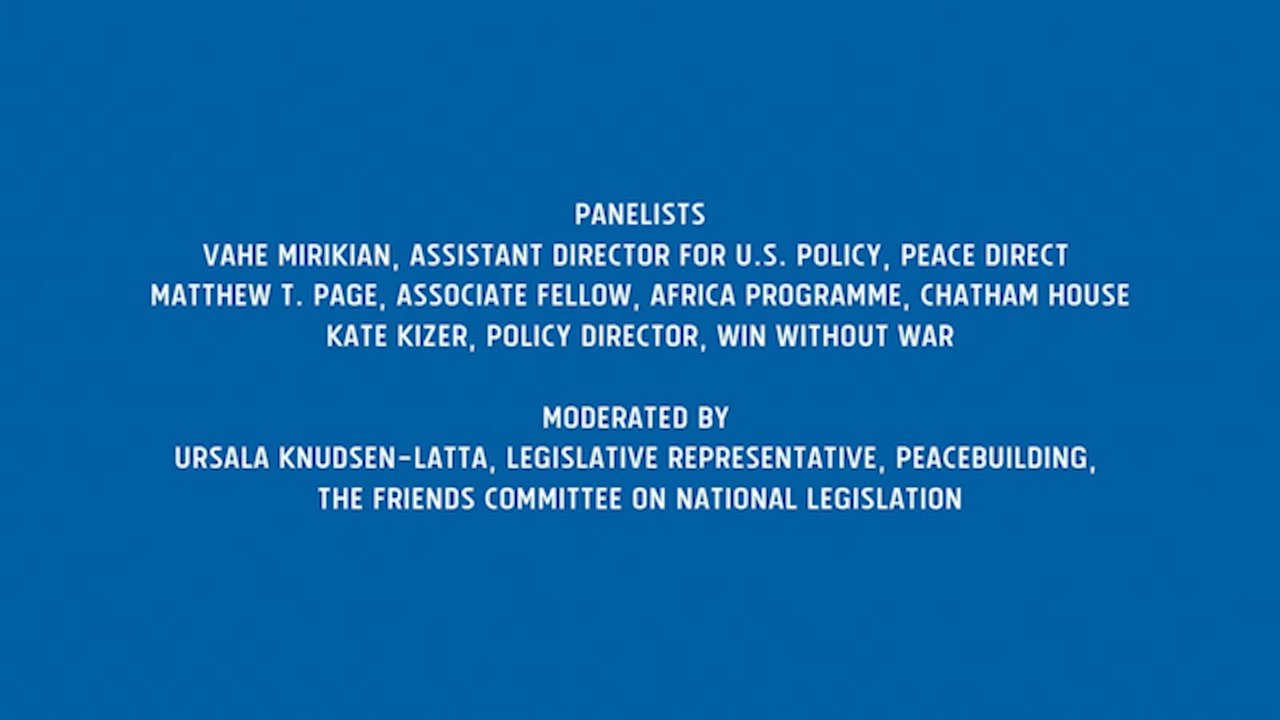 PANELISTS
VAHE MIRIKIAN, ASSISTANT DIRECTOR FOR U.S. POLICY, PEACE DIRECT
MATTHEW T. PAGE, ASSOCIATE FELLOW, AFRICA PROGRAMME, CHATHAM HOUSE
KATE KIZER, POLICY DIRECTOR, WIN WITHOUT WAR
MODERATED BY
URSALA KNUDSEN-LATTA, LEGISLATIVE REPRESENTATIVE, PEACEBUILDING,
THE FRIENDS COMMITTEE ON NATIONAL LEGISLATION